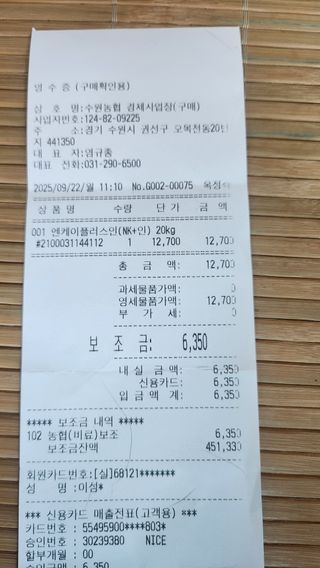 영 수 증 (구매확인용)
상 호 명:수원농협 경제사업장(구매)
사업자번호:124-82-09225
주 소:경기 수원시 권선구 오목천동20번
지 441350
대 표 자:염규종
대표 전화:031-290-6500
2025/09/22/월 11:10 No.G002-00075
상 품 명 수량 단 가 금 액
001 엔케이플러스인(NK+인) 20kg
#2100031144112 1 12,700 12,700
총 금 액: 12,700
과세물품가액: 0
영세물품가액: 12,700
부 가 세: 0
보 조 금: 6,350
내 실 금 액: 6,350
신용카드: 6,350
입 금 액 계: 6,350
***** 보조금 내역 *****
102 농협(비료)보조 6,350
보조금잔액 451,330
회원카드번호:[실]68121*******
성 명 :이섬*
*** 신용카드 매출전표(고객용) ***
카드번호 : 55495900****803*
승인번호 : 30239380 NICE
할부개월 : 00
승인금액 : 6,350